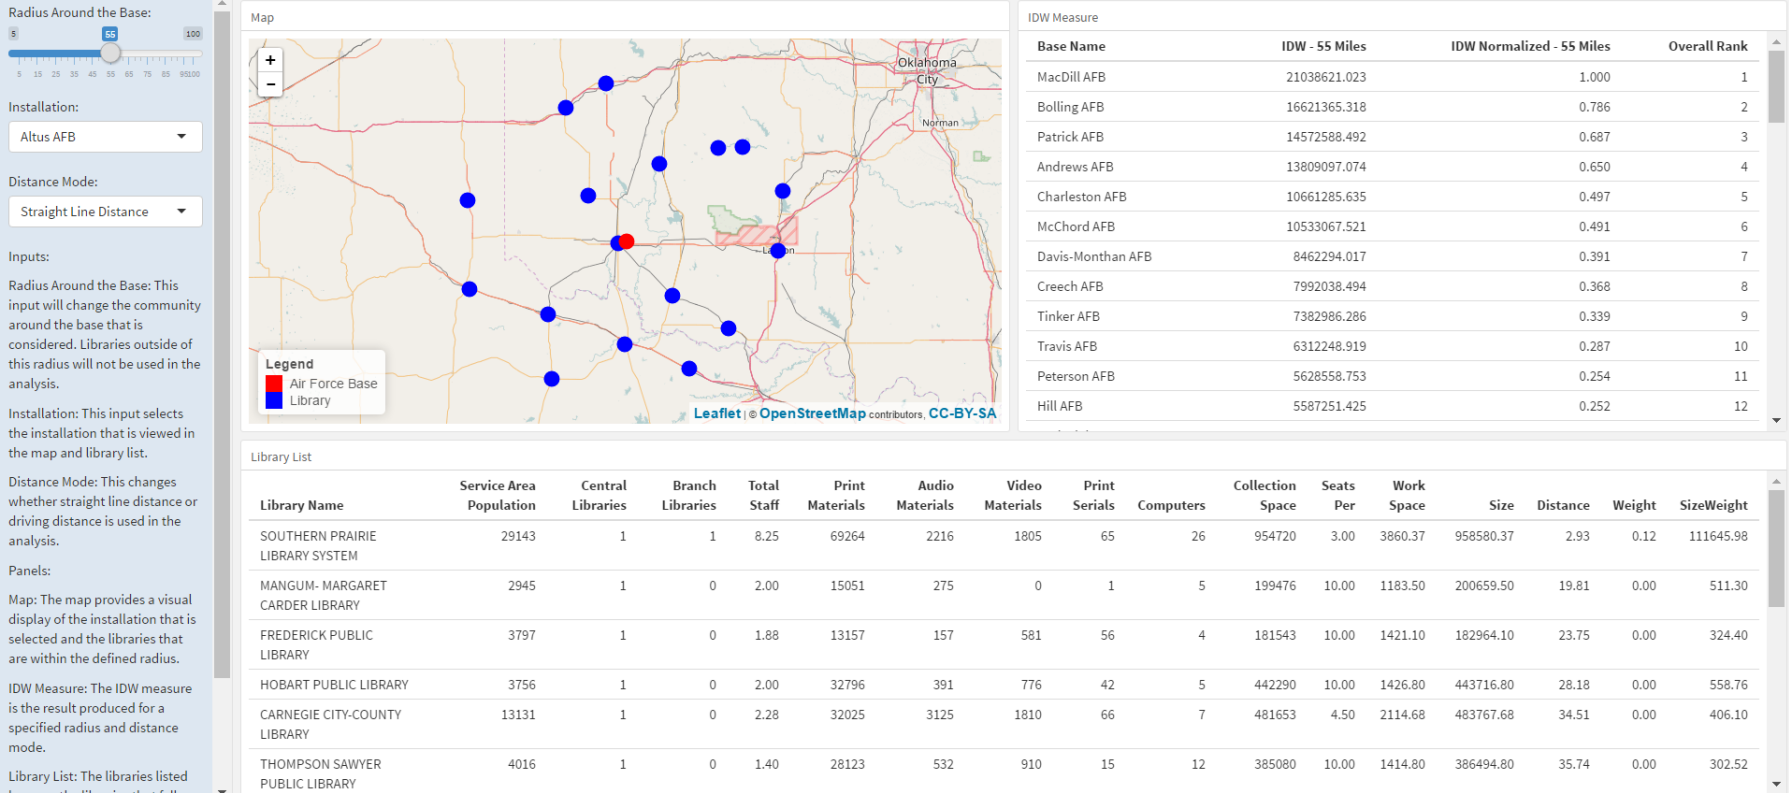 Radius Around the Base:
5 55 100
5 15 25 35 45 55 65 75 85 95100
Installation:
Altus AFB
Distance Mode:
Straight Line Distance
Inputs:
Radius Around the Base: This
input will change the community
around the base that is
considered. Libraries outside of
this radius will not be used in the
analysis.
Installation: This input selects
the installation that is viewed in
the map and library list.
Distance Mode: This changes
whether straight line distance or
driving distance is used in the
analysis.
Panels:
Map: The map provides a visual
display of the installation that is
selected and the libraries that
are within the defined radius.
IDW Measure: The IDW measure
is the result produced for a
specified radius and distance
mode.
Library List: The libraries listed
Map
+
−
Oklahoma
City
Norman
Legend
Air Force Base
Library
Leaflet | © OpenStreetMap contributors, CC-BY-SA
IDW Measure
Base Name IDW - 55 Miles IDW Normalized - 55 Miles Overall Rank
MacDill AFB 21038621.023 1.000 1
Bolling AFB 16621365.318 0.786 2
Patrick AFB 14572588.492 0.687 3
Andrews AFB 13809097.074 0.650 4
Charleston AFB 10661285.635 0.497 5
McChord AFB 10533067.521 0.491 6
Davis-Monthan AFB 8462294.017 0.391 7
Creech AFB 7992038.494 0.368 8
Tinker AFB 7382986.286 0.339 9
Travis AFB 6312248.919 0.287 10
Peterson AFB 5628558.753 0.254 11
Hill AFB 5587251.425 0.252 12
Library List
Service Area Central Branch Total Print Audio Video Print Collection Seats Work
Library Name Population Libraries Libraries Staff Materials Materials Materials Serials Computers Space Per Space Size Distance Weight SizeWeight
SOUTHERN PRAIRIE 29143 1 1 8.25 69264 2216 1805 65 26 954720 3.00 3860.37 958580.37 2.93 0.12 111645.98
LIBRARY SYSTEM
MANGUM- MARGARET 2945 1 0 2.00 15051 275 0 1 5 199476 10.00 1183.50 200659.50 19.81 0.00 511.30
CARDER LIBRARY
FREDERICK PUBLIC 3797 1 0 1.88 13157 157 581 56 4 181543 10.00 1421.10 182964.10 23.75 0.00 324.40
LIBRARY
HOBART PUBLIC LIBRARY 3756 1 0 2.00 32796 391 776 42 5 442290 10.00 1426.80 443716.80 28.18 0.00 558.76
CARNEGIE CITY-COUNTY 13131 1 0 2.28 32025 3125 1810 66 7 481653 4.50 2114.68 483767.68 34.51 0.00 406.10
LIBRARY
THOMPSON SAWYER 4016 1 0 1.40 28123 532 910 15 12 385080 10.00 1414.80 386494.80 35.74 0.00 302.52
PUBLIC LIBRARY